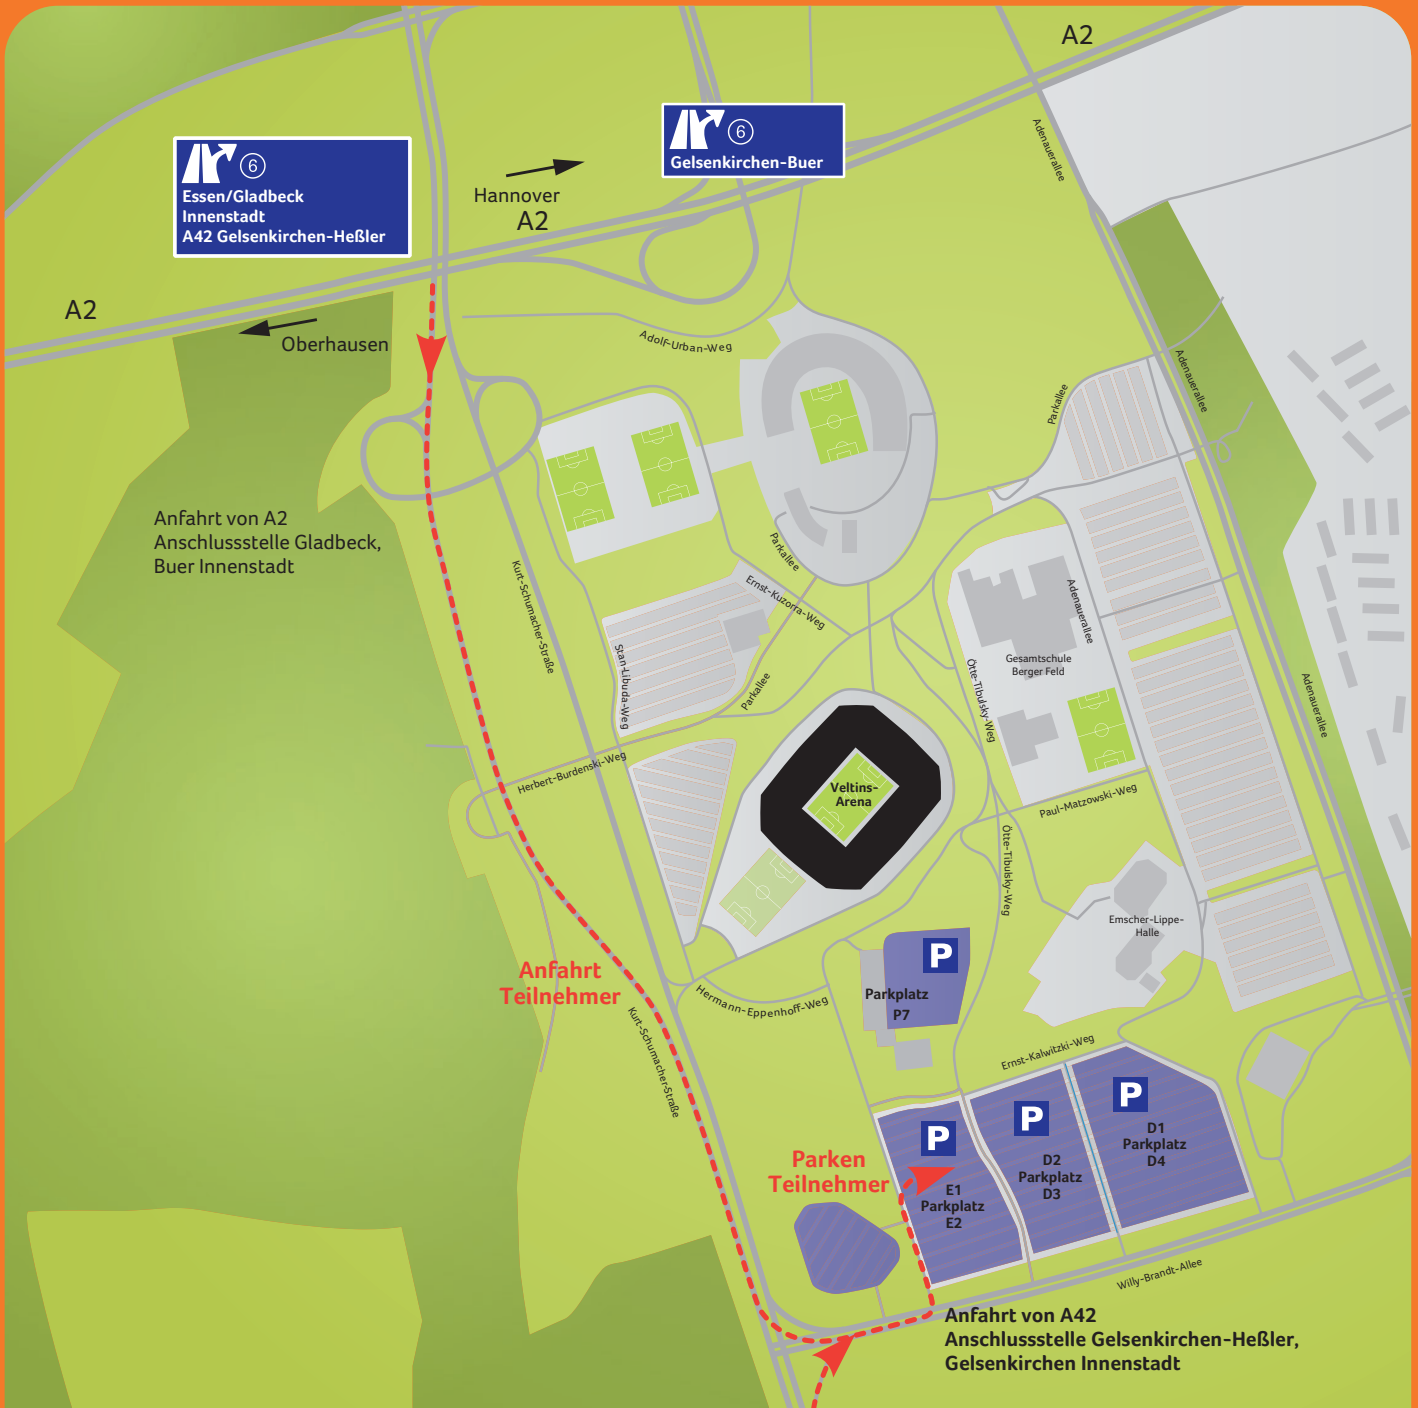 A2
6
Gelsenkirchen-Buer
6
Essen/Gladbeck
Innenstadt
A42 Gelsenkirchen-Heßler
Hannover
A2
Adenauerallee
A2
Oberhausen
Adolf-Urban-Weg
Adenauerallee
Parkallee
Anfahrt von A2
Anschlussstelle Gladbeck,
Buer Innenstadt
Parkallee
Kurt-Schumacher-Straße
Ernst-Kuzorra-Weg
Adenauerallee
Gesamtschule
Berger Feld
Stan-Libuda-Weg
Parkallee
Ötte-Tibulsky-Weg
Adenauerallee
Herbert-Burdenski-Weg
Veltins-
Arena
Paul-Matzowski-Weg
Ötte-Tibulsky-Weg
Emscher-Lippe-
Halle
P
Anfahrt
Teilnehmer
Parkplatz
P7
Hermann-Eppenhoff-Weg
Kurt-Schumacher-Straße
Ernst-Kalwitzki-Weg
P
P
P
D1
Parkplatz
D4
D2
Parkplatz
D3
Parken
Teilnehmer
E1
Parkplatz
E2
Willy-Brandt-Allee
Anfahrt von A42
Anschlussstelle Gelsenkirchen-Heßler,
Gelsenkirchen Innenstadt